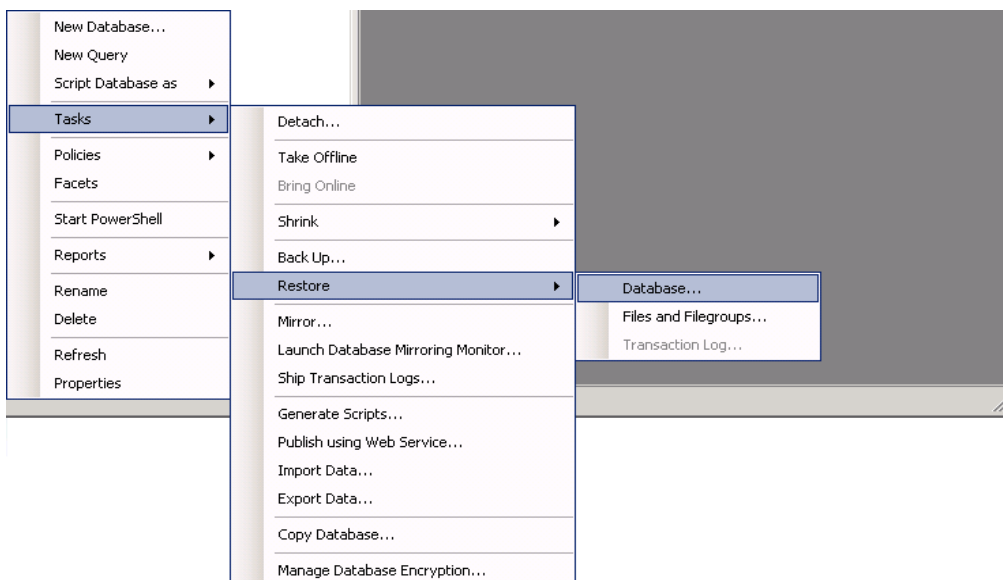 New Database...
New Query
Script Database as
Tasks
Policies
Facets
Start PowerShell
Reports
Rename
Delete
Refresh
Properties
Detach...
Take Offline
Bring Online
Shrink
Back Up...
Restore
Mirror...
Launch Database Mirroring Monitor...
Ship Transaction Logs...
Generate Scripts...
Publish using Web Service...
Import Data...
Export Data...
Copy Database...
Manage Database Encryption...
Database...
Files and Filegroups...
Transaction Log...